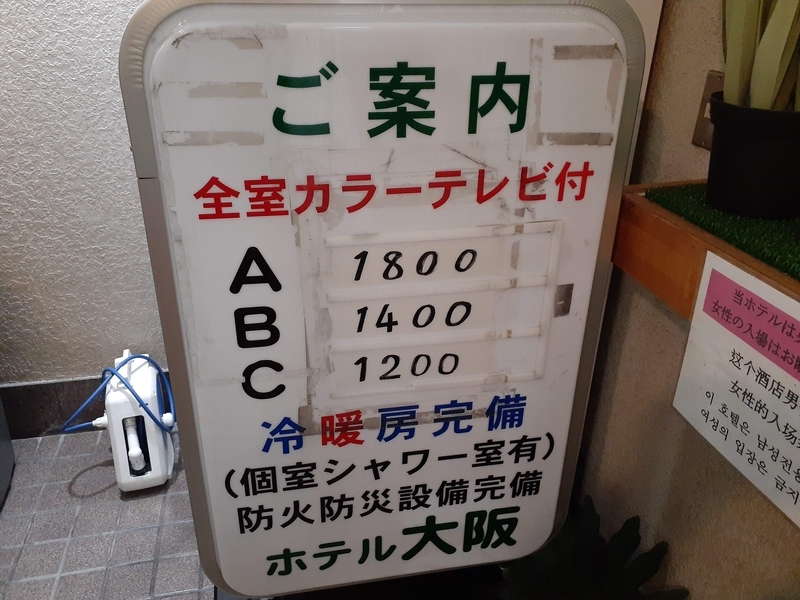 ご案内
全室カラーテレビ付
A 1800
B 1400
C 1200
冷暖房完備
(個室シャワー室有)
防火防災設備完備
ホテル大阪
当ホテルは
女性の入場はお
这个酒店男
女性的入场
이 호텔은 남성전용
여성의 입장은 금지